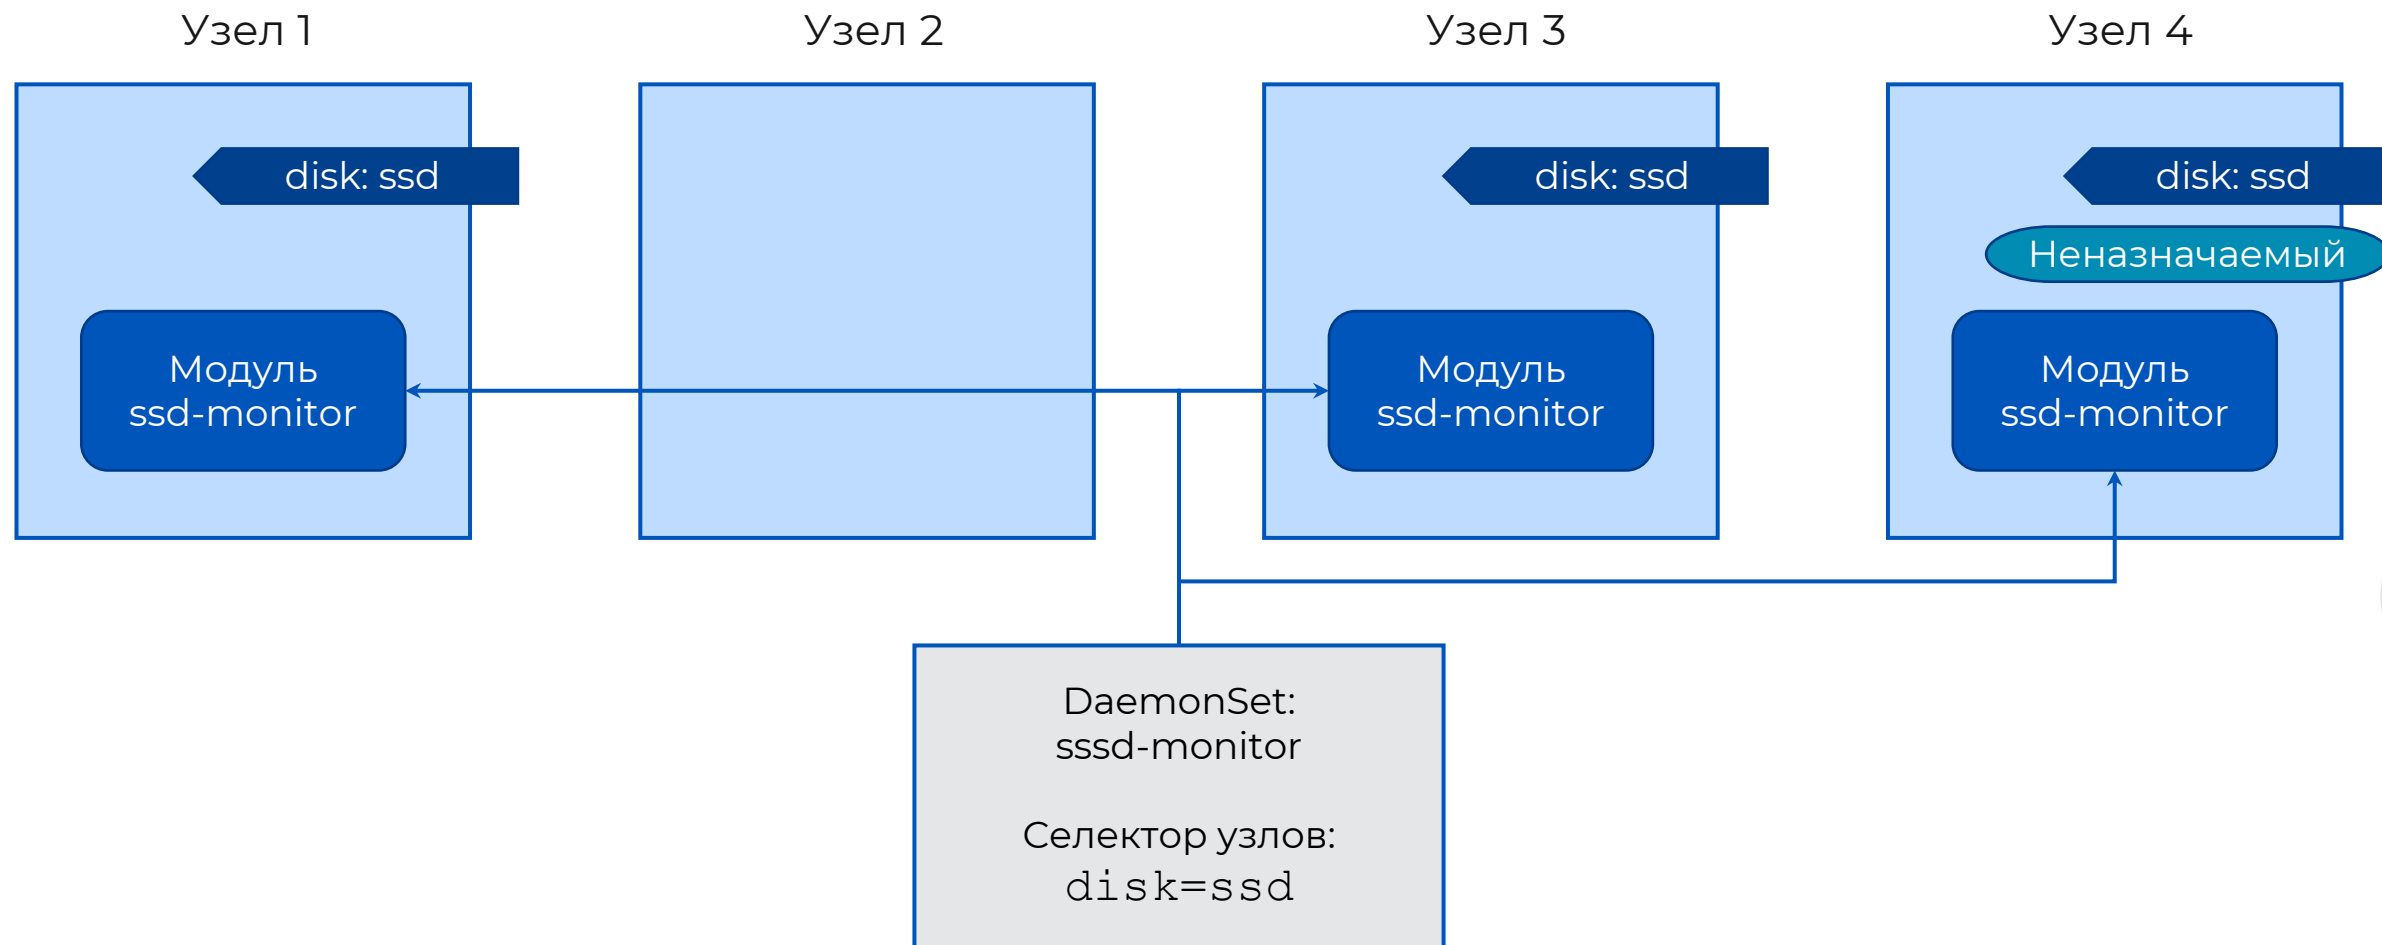 Узел 1
Узел 2
Узел 3
Узел 4
disk: ssd
disk: ssd
disk: ssd
Неназначаемый
Модуль
ssd-monitor
Модуль
ssd-monitor
Модуль
ssd-monitor
DaemonSet:
sssd-monitor
Селектор узлов:
disk=ssd